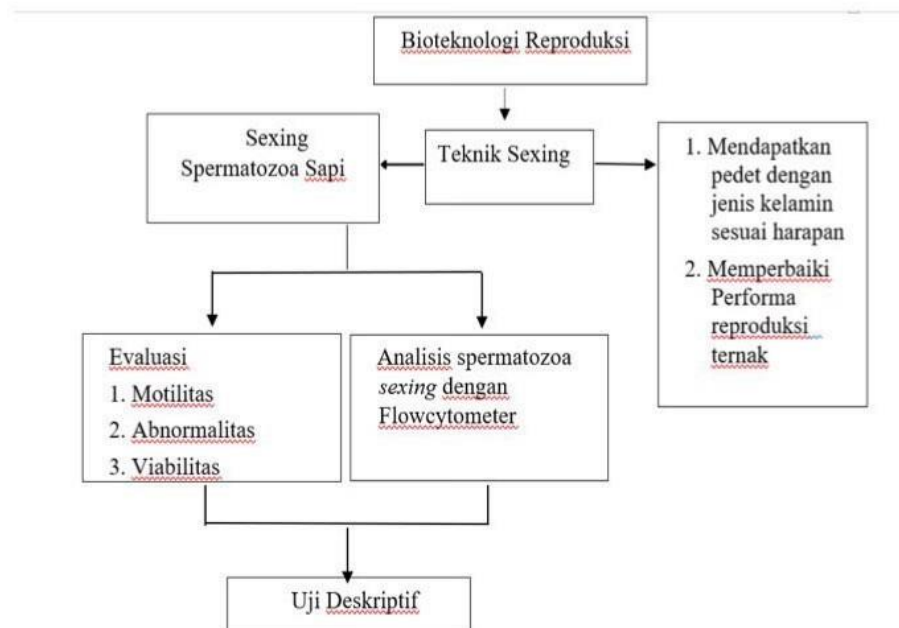 Bioteknologi Reproduksi
Sexing
Spermatozoa Sapi
Teknik Sexing
1. Mendapatkan
pedet dengan
jenis kelamin
sesuai harapan
2. Memperbaiki
Performa
reproduksi
ternak
Evaluasi
1. Motilitas
2. Abnormalitas
3. Viabilitas
Analisis spermatozoa
sexing dengan
Flowcytometer
Uji Deskriptif